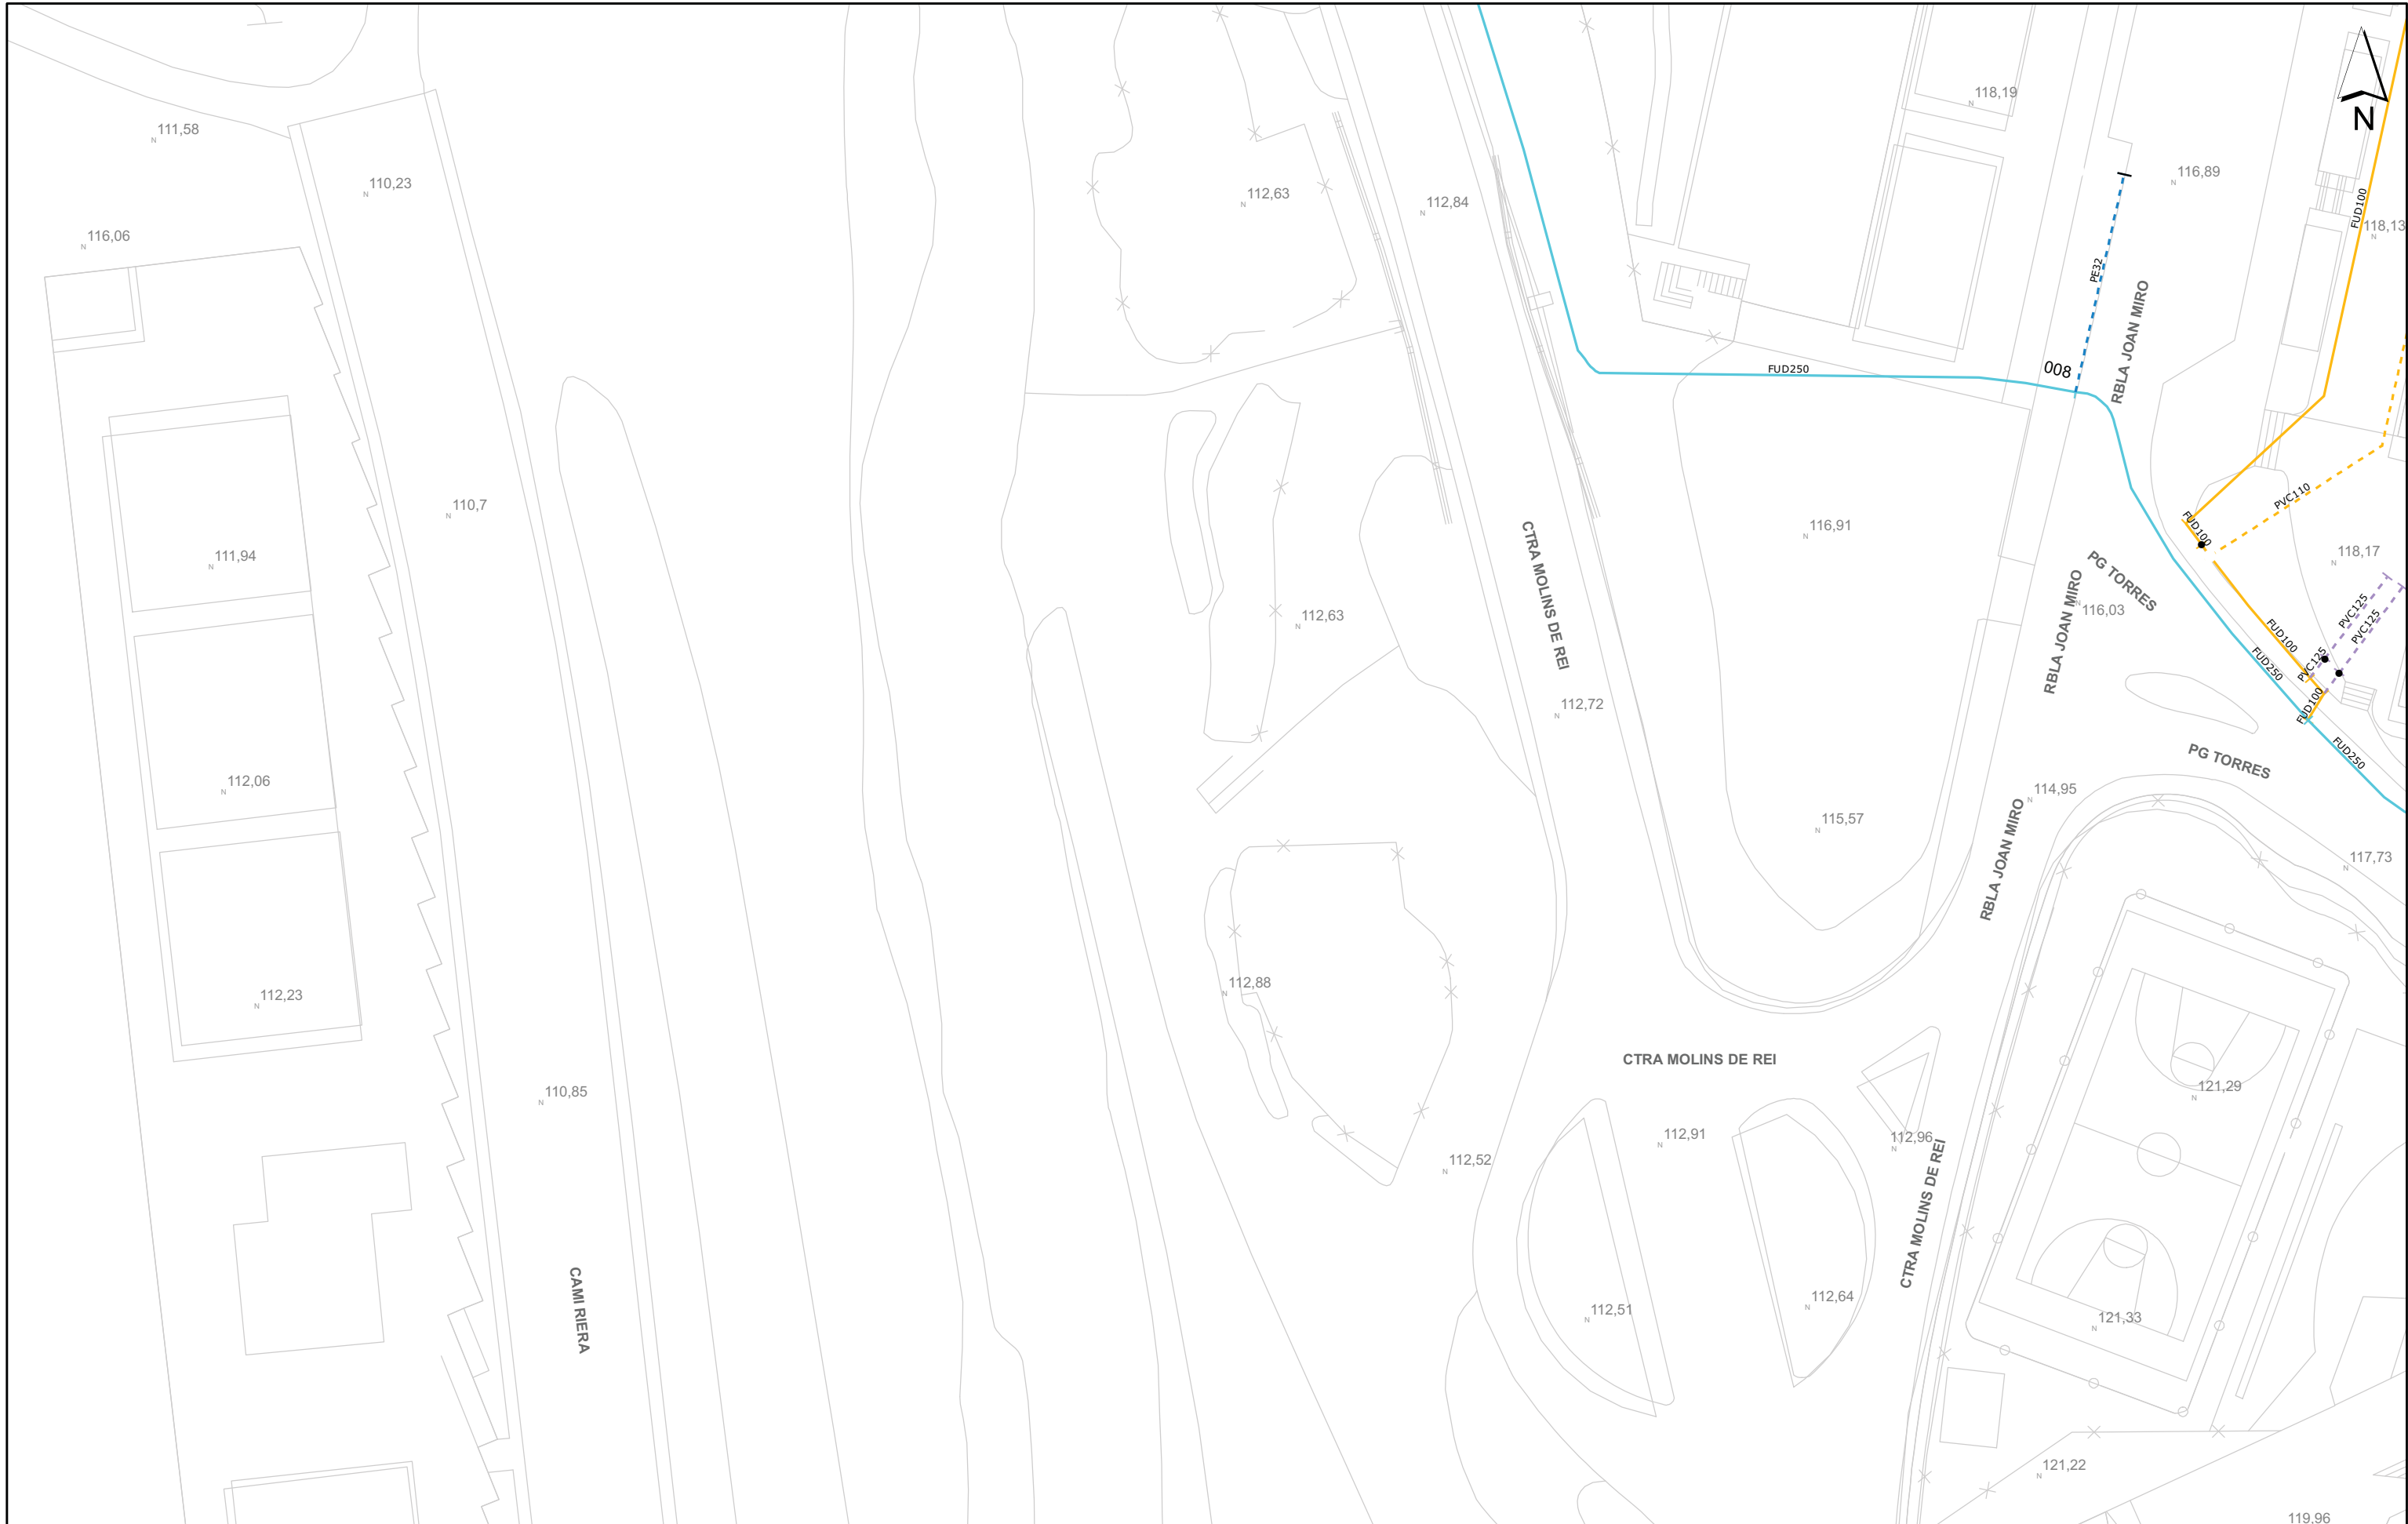 N
118,19
111,58
116,89
110,23
112,63
112,84
FUD100
118,13
116,06
PE32
RBLA JOAN MIRO
008
FUD250
PVC110
110,7
FUD100
116,91
111,94
118,17
CTRA MOLINS DE REI
PG TORRES
RBLA JOAN MIRO
116,03
112,63
PVC125
PVC125
FUD100
FUD250
PVC125
FUD100
112,72
PG TORRES
FUD250
112,06
114,95
115,57
RBLA JOAN MIRO
117,73
112,88
112,23
CTRA MOLINS DE REI
121,29
110,85
112,91
112,96
112,52
CTRA MOLINS DE REI
CAMI RIERA
112,51
112,64
121,33
121,22
119,96